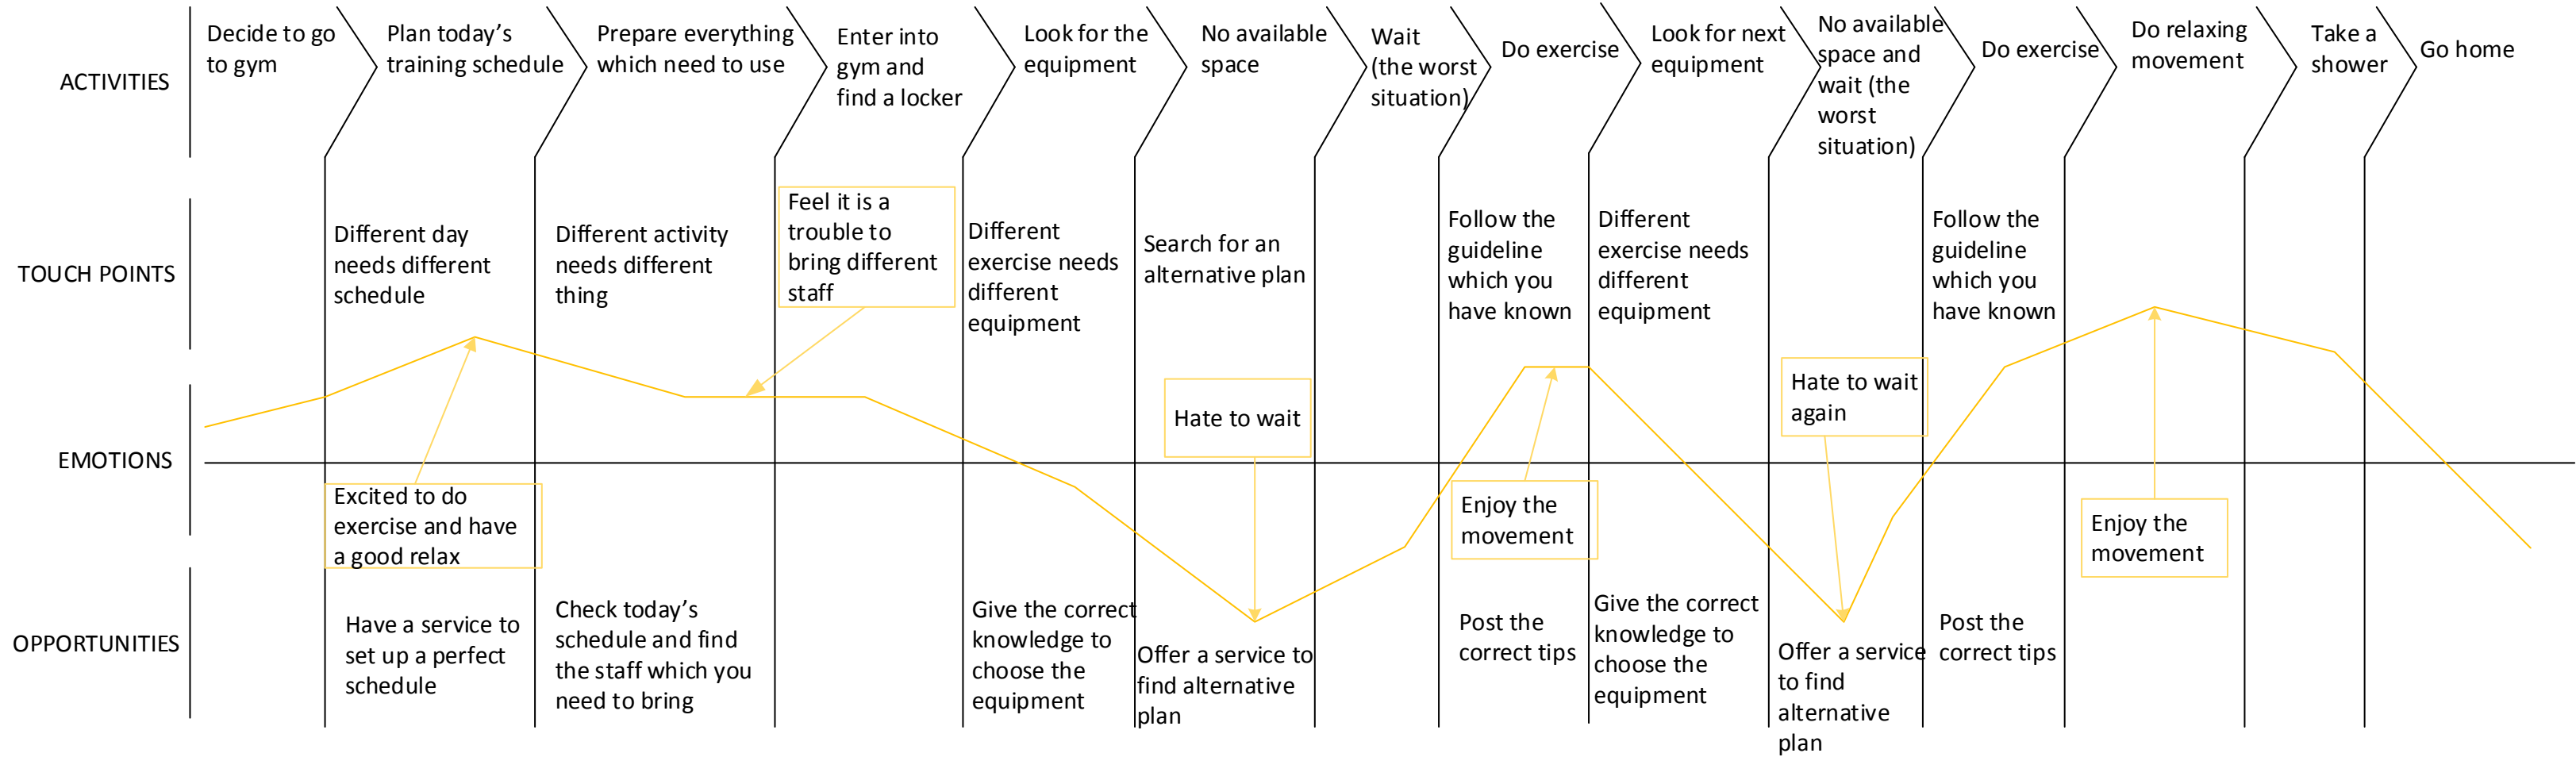 ACTIVITIES
Decide to go
to gym
Plan today's
training schedule
Prepare everything
which need to use
Enter into
gym and
find a locker
Look for the
equipment
No available
space
Wait
(the worst
situation)
Do exercise
Look for next
equipment
No available
space and
wait (the
worst
situation)
Do exercise
Do relaxing
movement
Take a
shower
Go home
TOUCH POINTS
Different day
needs different
schedule
Different activity
needs different
thing
Feel it is a
trouble to
bring different
staff
Different
exercise needs
different
equipment
Search for an
alternative plan
Follow the
guideline
which you
have known
Different
exercise needs
different
equipment
Follow the
guideline
which you
have known
EMOTIONS
Excited to do
exercise and have
a good relax
Hate to wait
Enjoy the
movement
Hate to wait
again
Enjoy the
movement
OPPORTUNITIES
Have a service to
set up a perfect
schedule
Check today's
schedule and find
the staff which you
need to bring
Give the correct
knowledge to
choose the
equipment
Offer a service to
find alternative
plan
Post the
correct tips
Give the correct
knowledge to
choose the
equipment
Offer a service
to find
alternative
plan
Post the
correct tips